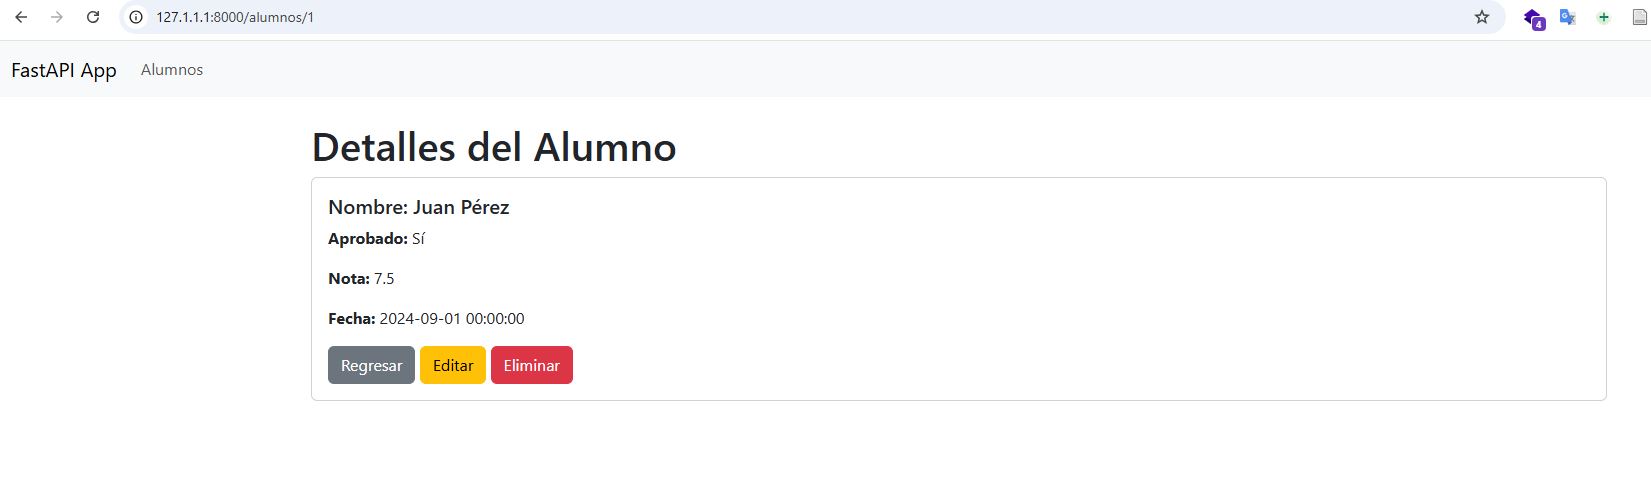 127.1.1.1:8000/alumnos/1
4
FastAPI App Alumnos
Detalles del Alumno
Nombre: Juan Pérez
Aprobado: Sí
Nota: 7.5
Fecha: 2024-09-01 00:00:00
Regresar Editar Eliminar